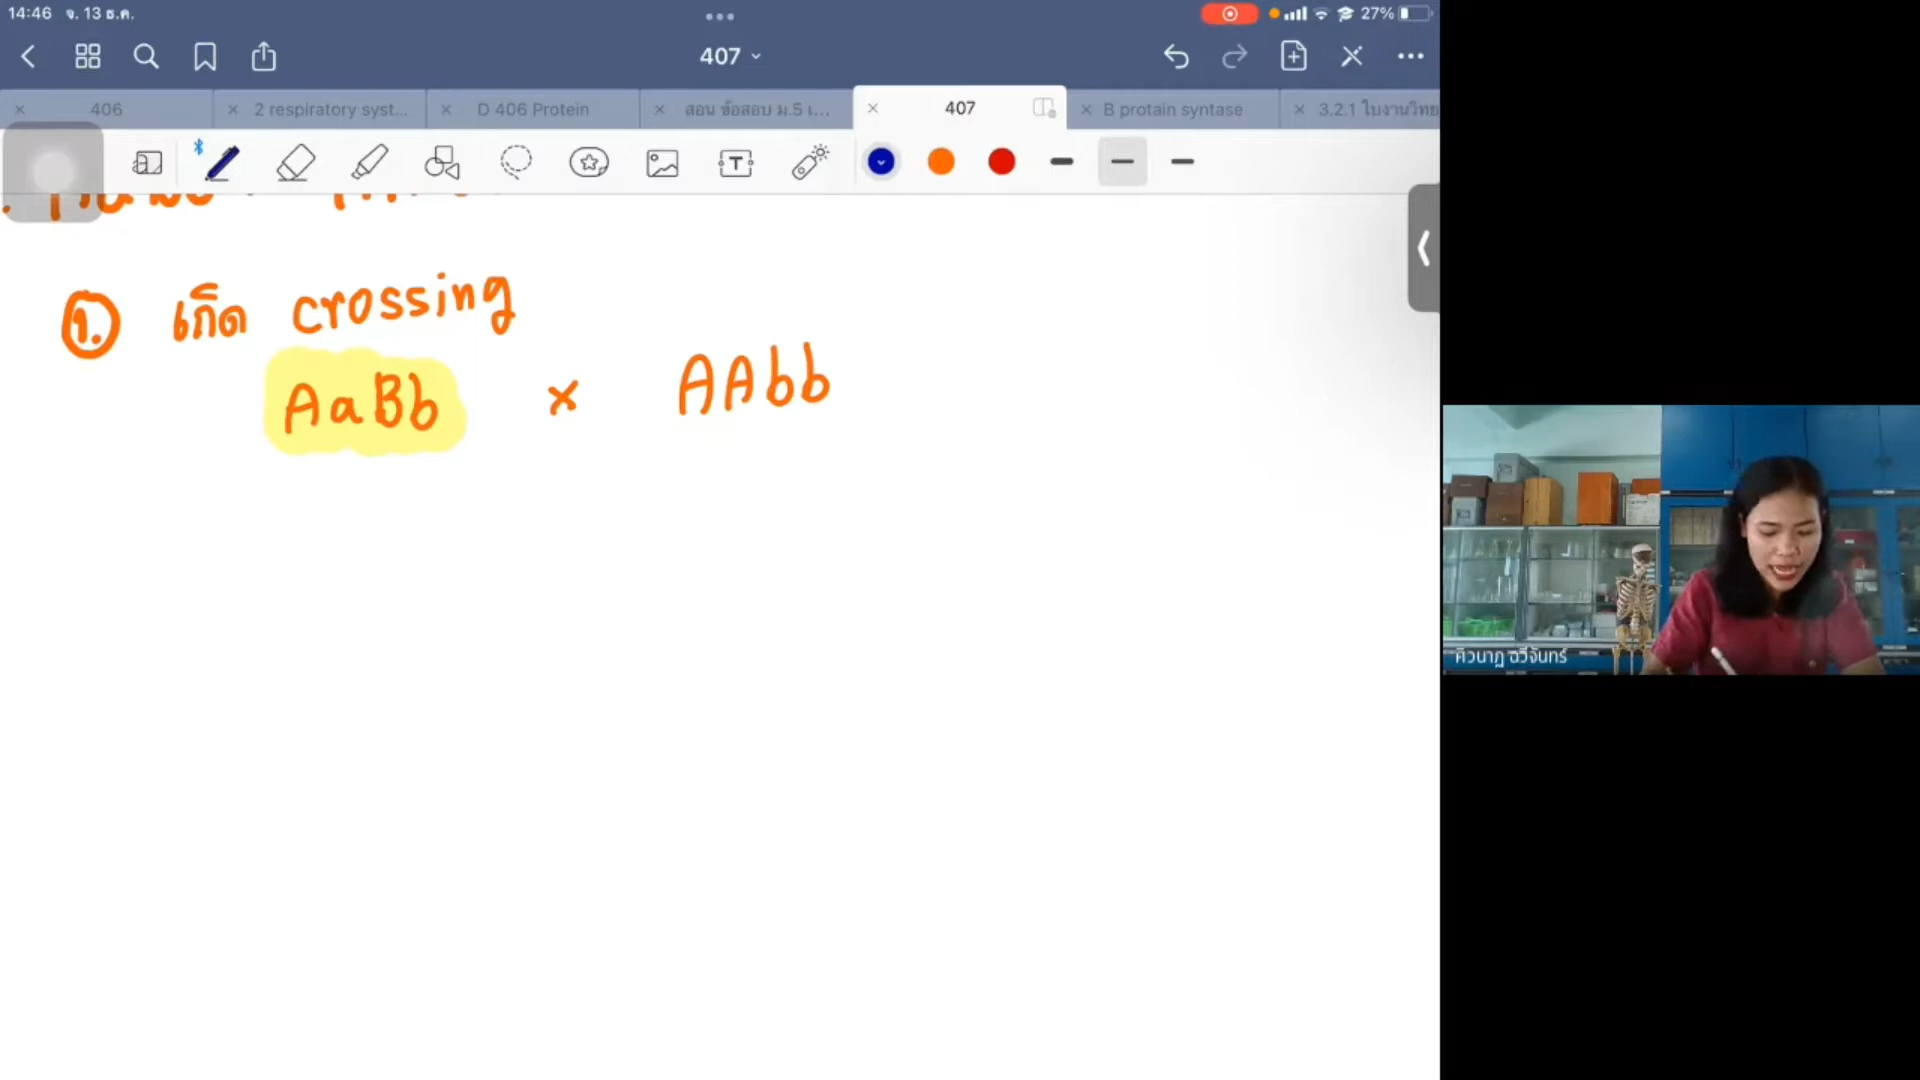 14:46 จ. 13 ธ.ค. 27%
407
406 2 respiratory syst... D 406 Protein สอน ข้อสอบ ม.5 เ... 407 B protain syntase 3.2.1 ใบงานวิทย
1. เกิด crossing
AaBb x AAbb
ศิวนาฏ ฉวีจันทร์